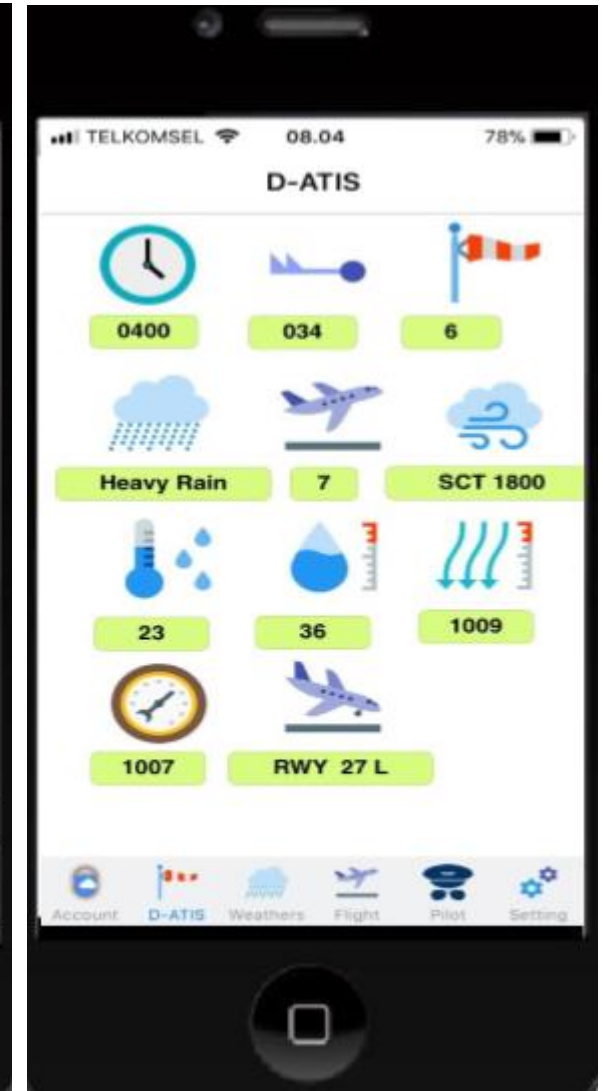 TELKOMSEL 08.04 78%
D-ATIS
0400 034 6
Heavy Rain 7 SCT 1800
23 36 1009
1007 RWY 27 L
Account D-ATIS Weathers Flight Pilot Setting